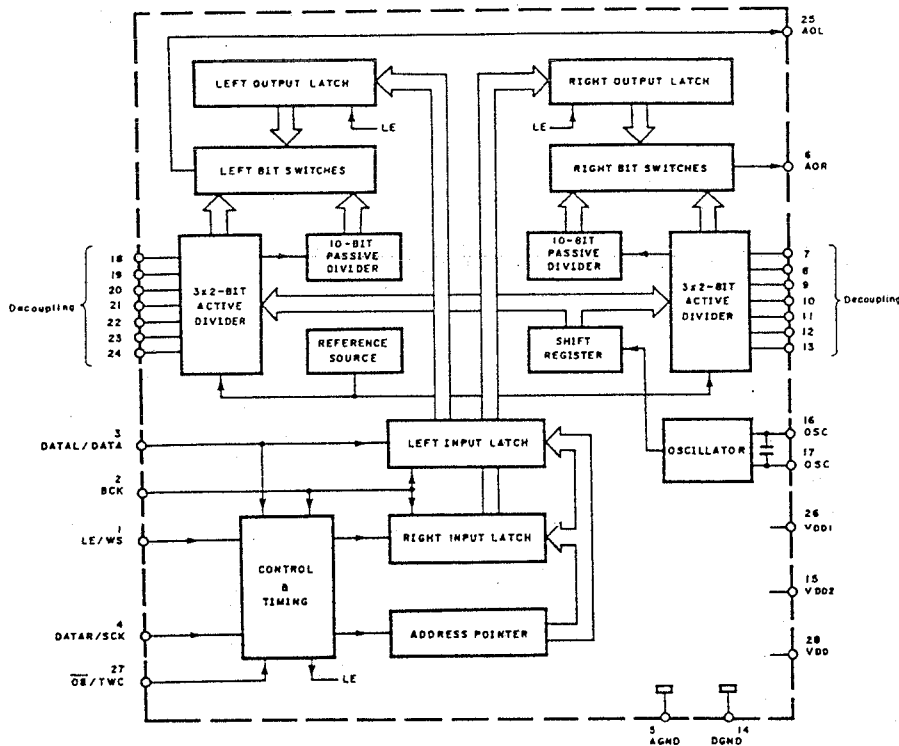 25
AOL
LEFT OUTPUT LATCH
RIGHT OUTPUT LATCH
LE
LE
6
AOR
LEFT BIT SWITCHES
RIGHT BIT SWITCHES
10-BIT
PASSIVE
DIVIDER
10-BIT
PASSIVE
DIVIDER
Decoupling
18
19
20
21
22
23
24
3x2-BIT
ACTIVE
DIVIDER
3x2-BIT
ACTIVE
DIVIDER
7
8
9
10
11
12
13
Decoupling
REFERENCE
SOURCE
SHIFT
REGISTER
3
DATAL/DATA
LEFT INPUT LATCH
OSCILLATOR
16
OSC
17
OSC
2
BCK
1
LE/WS
RIGHT INPUT LATCH
26
VDD1
CONTROL
&
TIMING
15
VDD2
4
DATAR/SCK
ADDRESS POINTER
28
VDD
27
OB/TWC
LE
5
AGND
14
DGND